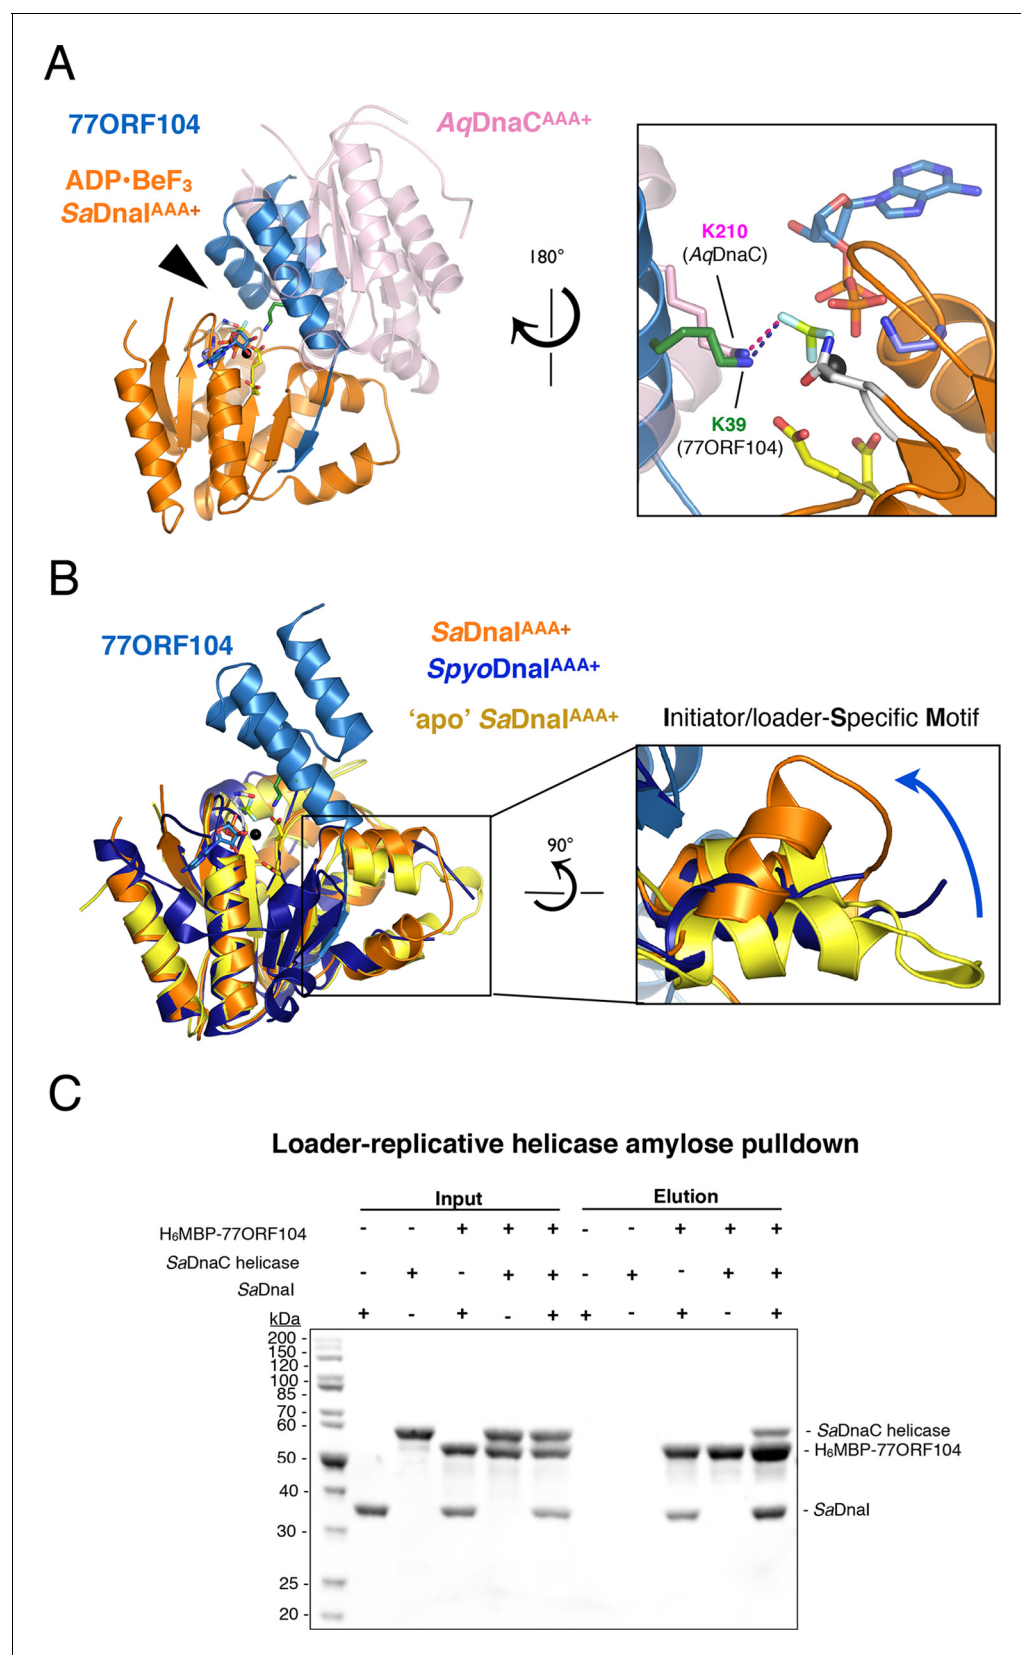 A
77ORF104
AqDnaCAAA+
ADP•BeF3
SaDnaIAAA+
180°
K210
(AqDnaC)
K39
(77ORF104)
B
77ORF104
SaDnaIAAA+
SpyoDnaIAAA+
‘apo’ SaDnaIAAA+
Initiator/loader-Specific Motif
90°
C
Loader-replicative helicase amylose pulldown
Input Elution
H6MBP-77ORF104 - - + + + - - + + +
SaDnaC helicase - + - + + - + - + +
SaDnaI + - + - + + - + - +
kDa
200 -
150 -
120 -
100 -
85 -
70 -
60 -
50 -
40 -
30 -
25 -
20 -
- SaDnaC helicase
- H6MBP-77ORF104
- SaDnaI